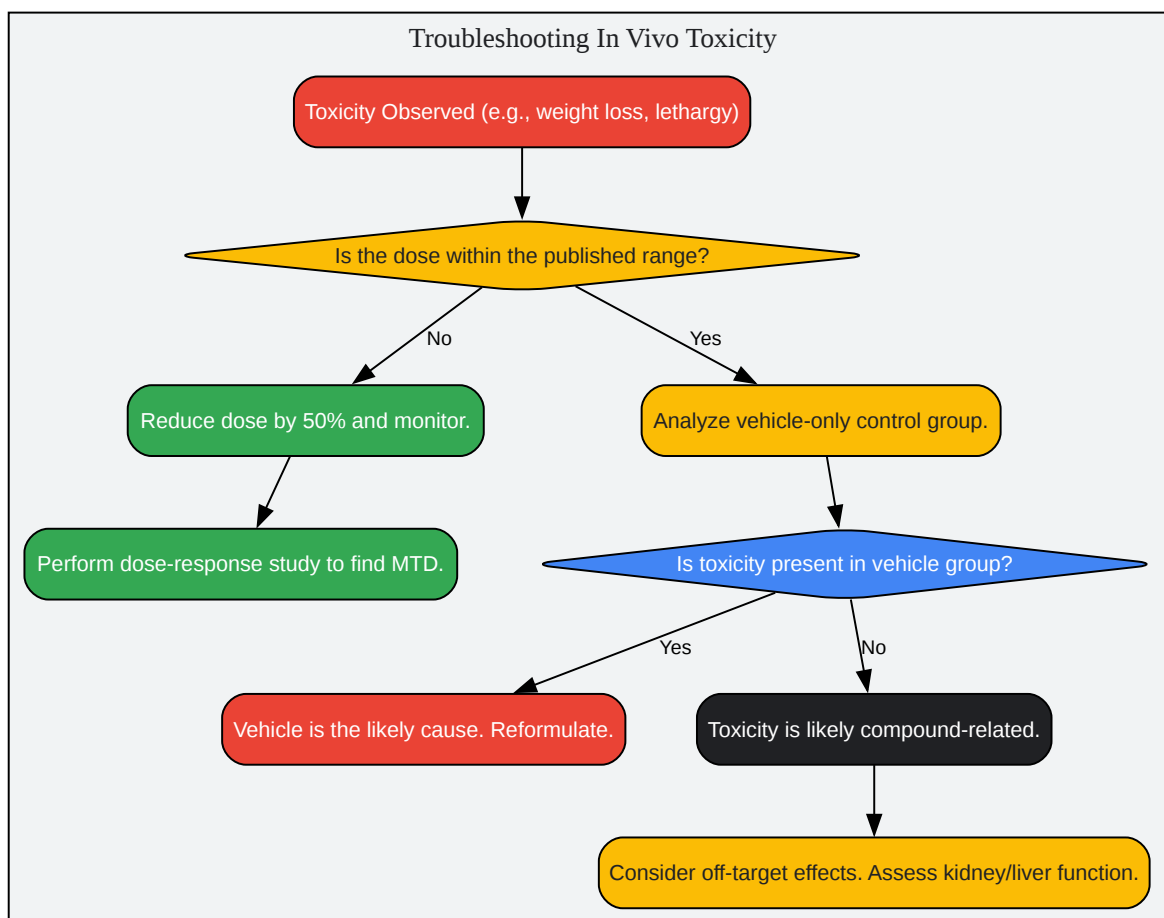 Troubleshooting In Vivo Toxicity
Toxicity Observed (e.g., weight loss, lethargy)
Is the dose within the published range?
No
Yes
Reduce dose by 50% and monitor.
Analyze vehicle-only control group.
Perform dose-response study to find MTD.
Is toxicity present in vehicle group?
Yes
No
Vehicle is the likely cause. Reformulate.
Toxicity is likely compound-related.
Consider off-target effects. Assess kidney/liver function.